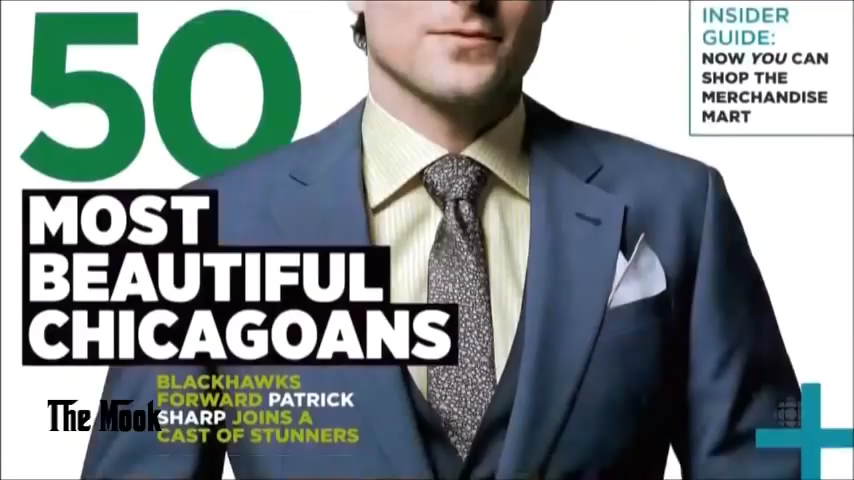 50
MOST
BEAUTIFUL
CHICAGOANS
BLACKHAWKS
FORWARD PATRICK
SHARP JOINS A
CAST OF STUNNERS
The Mook
INSIDER
GUIDE:
NOW YOU CAN
SHOP THE
MERCHANDISE
MART